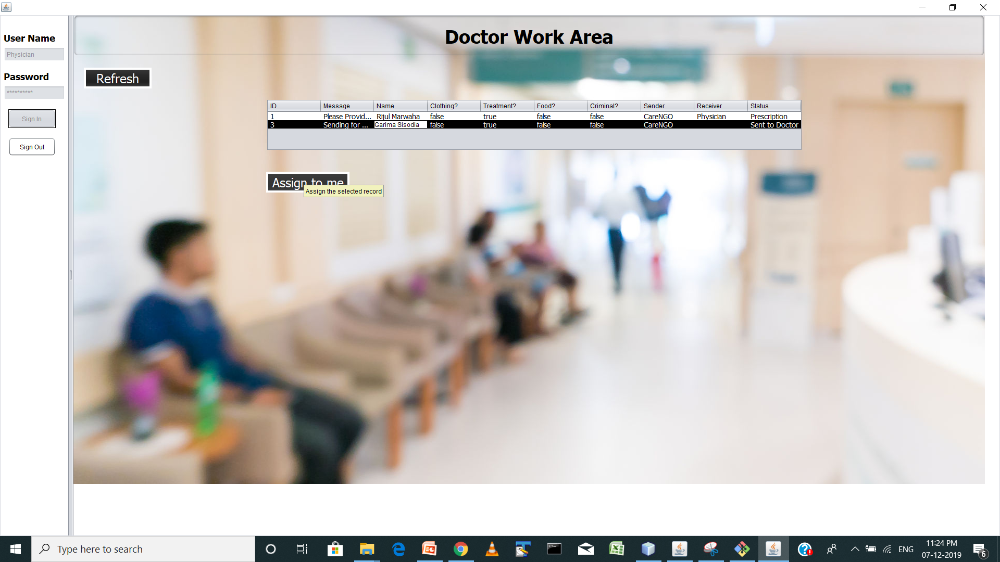 User Name
Physician
Password
**********
Sign In
Sign Out
Doctor Work Area
Refresh
ID Message Name Clothing? Treatment? Food? Criminal? Sender Receiver Status
1 Please Provid... Rijul Marwaha false true false false CareNGO Physician Prescription
3 Sending for ... Garima Sisodia false true false false CareNGO Sent to Doctor
Assign to me
Assign the selected record
Type here to search
ENG
11:24 PM
07-12-2019
6